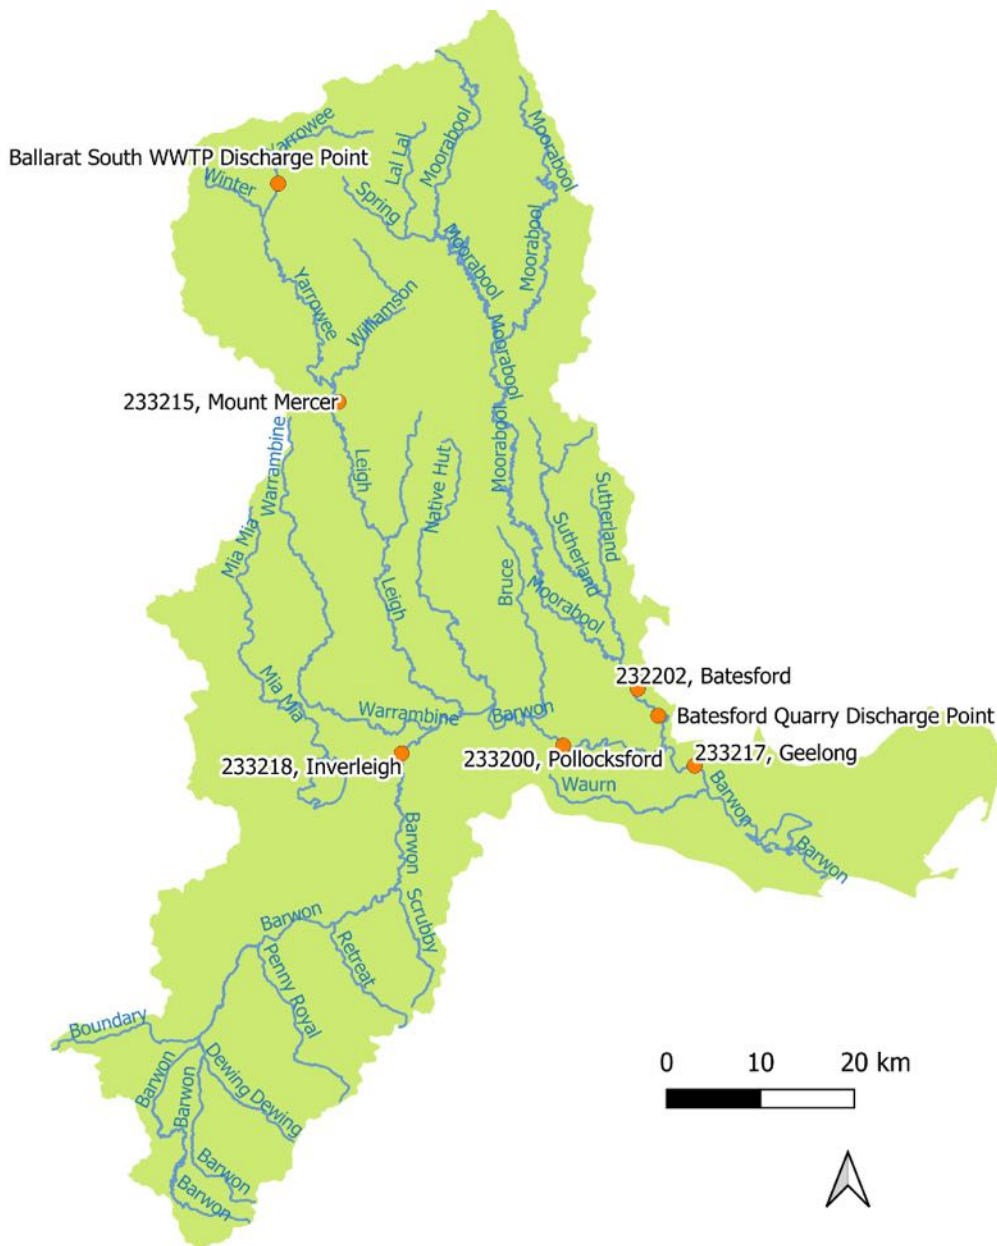 Yarrowee
Ballarat South WWTP Discharge Point
Winter
Spring
Lal Lal
Moorabool
Moorabool
Moorabool
Moorabool
Yarrowee
Williamson
Moorabool
233215, Mount Mercer
Warrambine
Leigh
Native Hut
Moorabool
Sutherland
Mia Mia
Bruce
Sutherland
Leigh
Moorabool
Mia Mia
Warrambine
Barwon
232202, Batesford
Batesford Quarry Discharge Point
233218, Inverleigh
233200, Pollocksford
233217, Geelong
Waurn
Barwon
Barwon
Barwon
Scrubby
Barwon
Retreat
Penny Royal
Boundary
Barwon
Barwon
Dewing Dewing
Barwon
Barwon
0 10 20 km